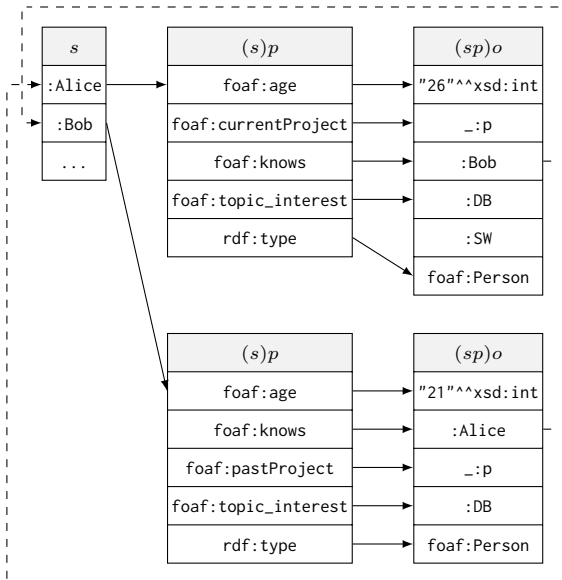 s (s)p (sp)o
:Alice foaf:age "26"^^xsd:int
:Bob foaf:currentProject _:p
... foaf:knows :Bob
foaf:topic_interest :DB
rdf:type :SW
foaf:Person
(s)p (sp)o
foaf:age "21"^^xsd:int
foaf:knows :Alice
foaf:pastProject _:p
foaf:topic_interest :DB
rdf:type foaf:Person